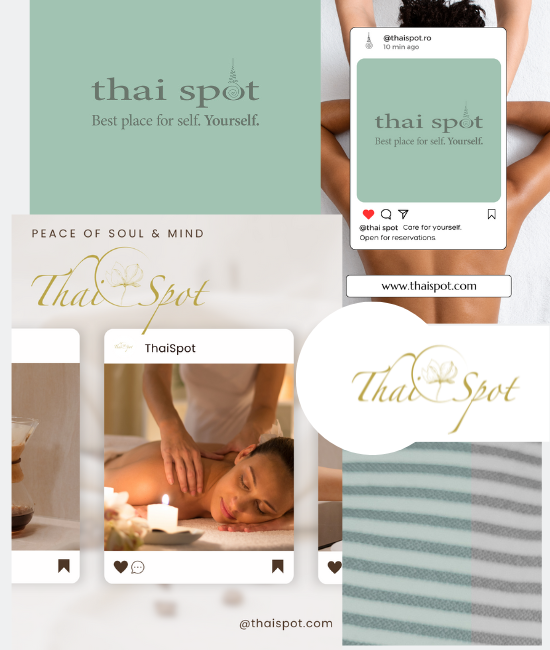 thai spot
Best place for self. Yourself.
@thaispot.ro
10 min ago
thai spot
Best place for self. Yourself.
@thai spot Care for yourself.
Open for reservations.
www.thaispot.com
PEACE OF SOUL & MIND
Thai Spot
ThaiSpot
Thai Spot
@thaispot.com